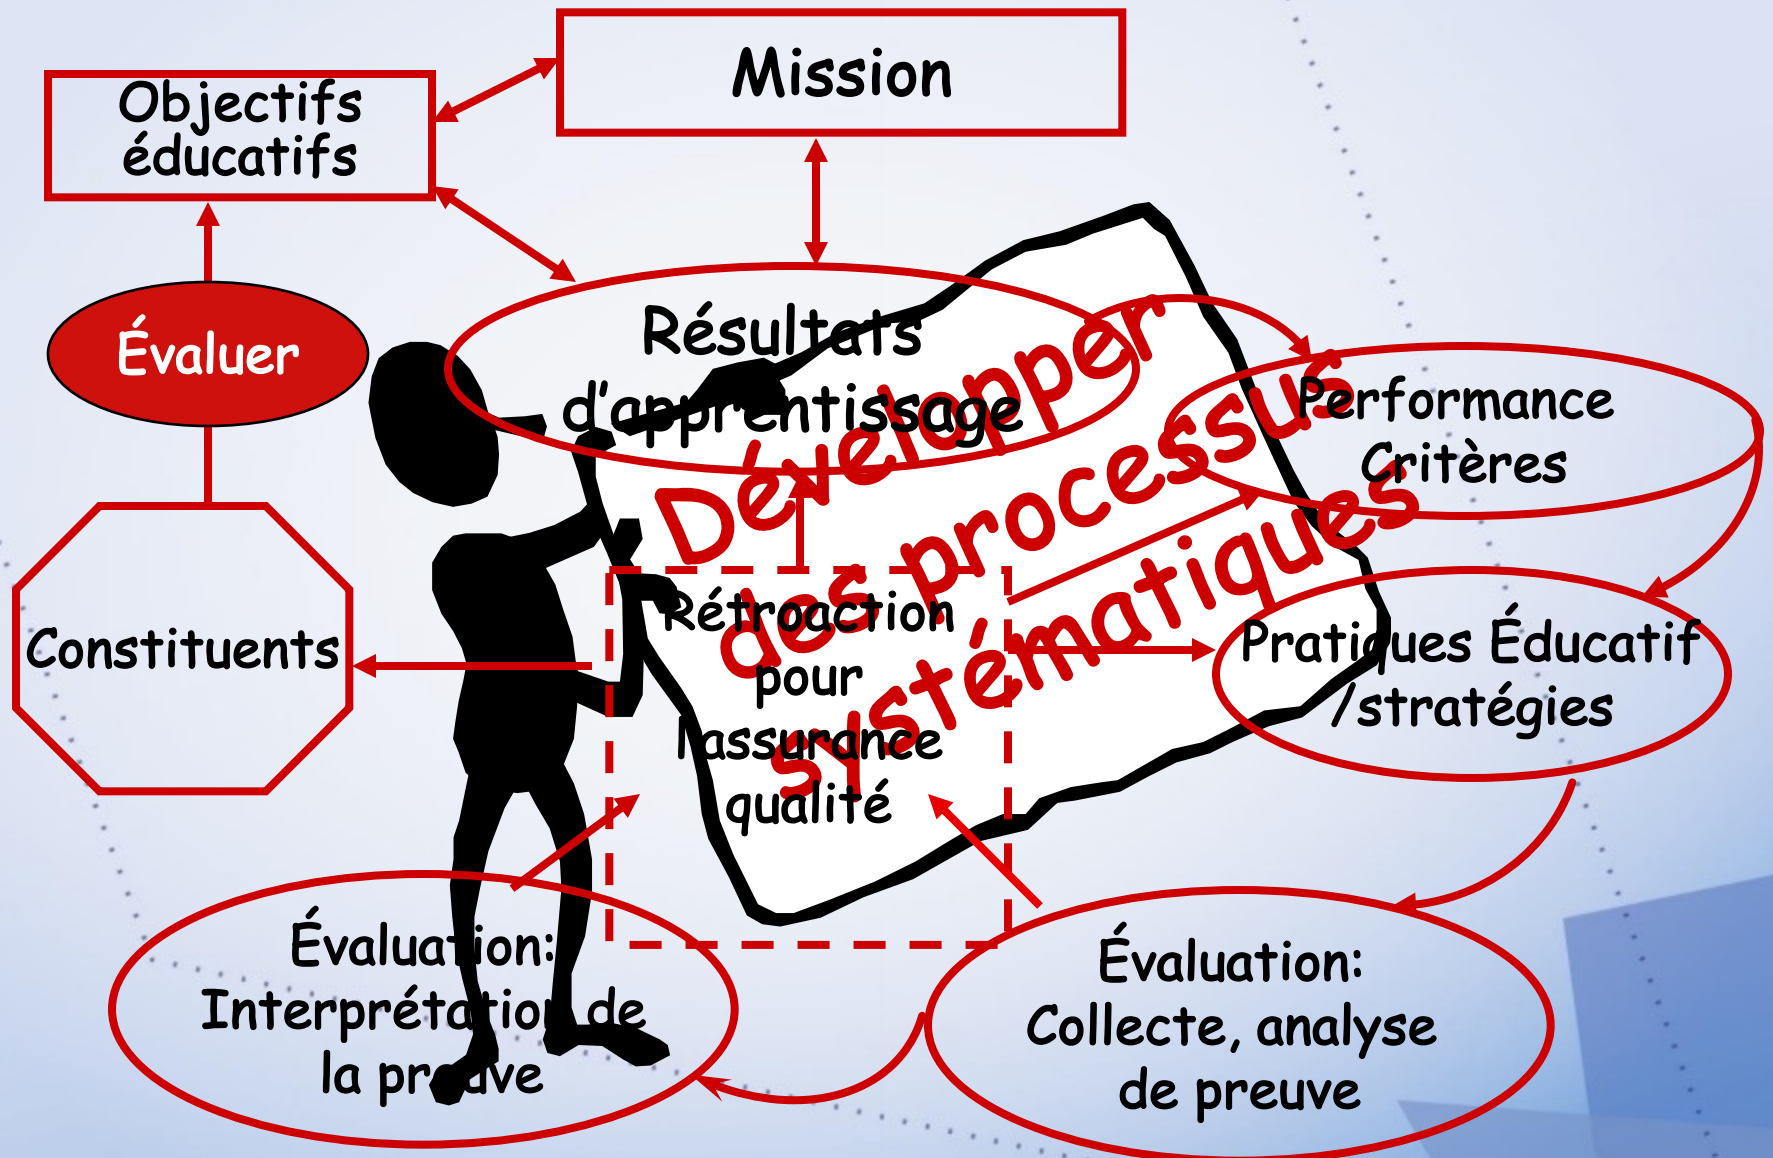 Mission
Objectifs
éducatifs
Évaluer
Résultats
d'apprentissage
Développer
des processus
systématiques
Performance
Critères
Constituents
Rétroaction
pour
l'assurance
qualité
Pratiques Éducatif
/stratégies
Évaluation:
Interprétation de
la preuve
Évaluation:
Collecte, analyse
de preuve